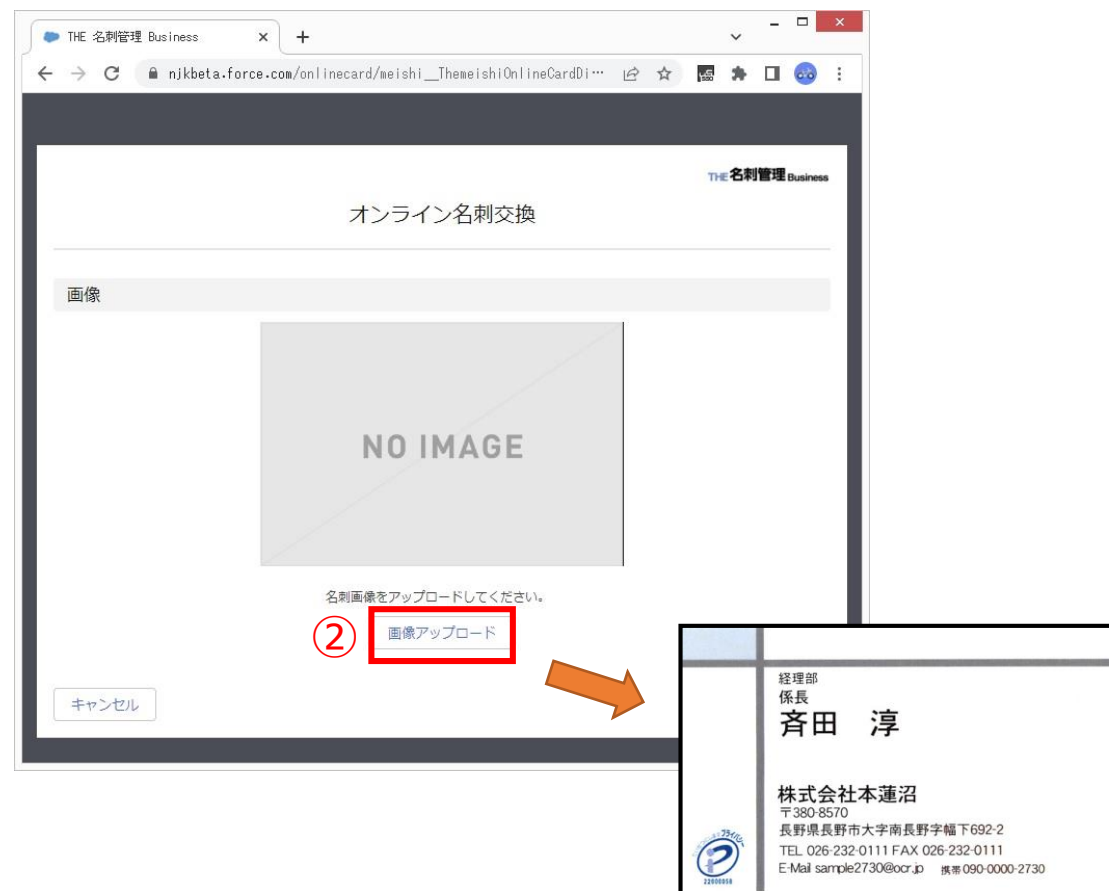 THE 名刺管理 Business
njkbeta.force.com/onlinecard/meishi__ThemeishiOnlineCardDi…
THE 名刺管理 Business
オンライン名刺交換
画像
NO IMAGE
名刺画像をアップロードしてください。
② 画像アップロード
キャンセル
経理部
係長
斉田 淳
株式会社本蓮沼
〒380-8570
長野県長野市大字南長野字幅下692-2
TEL 026-232-0111 FAX 026-232-0111
E-Mail sample2730@ocr.jp 携帯 090-0000-2730